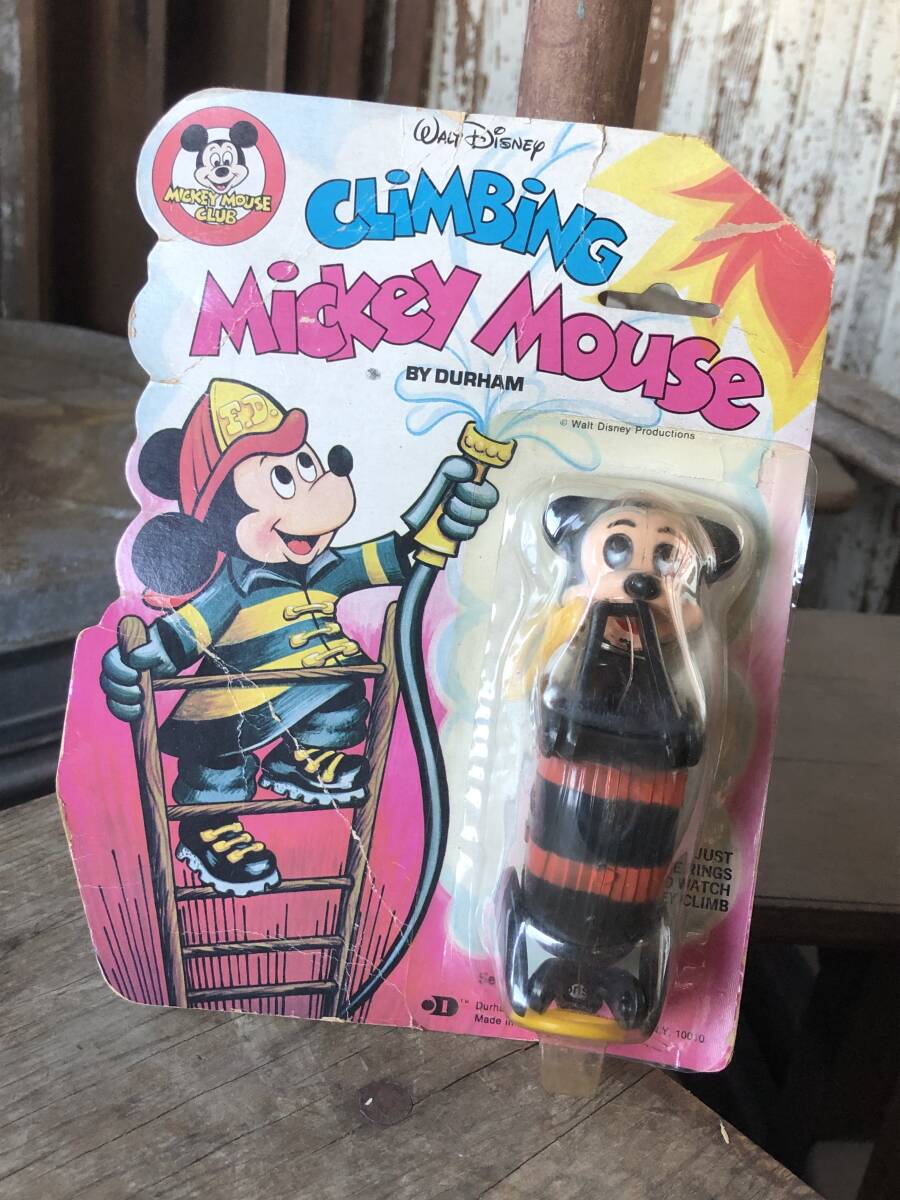 WALT DISNEY
MICKEY MOUSE
CLUB
CLiMBiNG
Mickey Mouse
BY DURHAM
© Walt Disney Productions
F.D.
JUST
RINGS
WATCH
CLIMB
Made in
N.Y. 10010